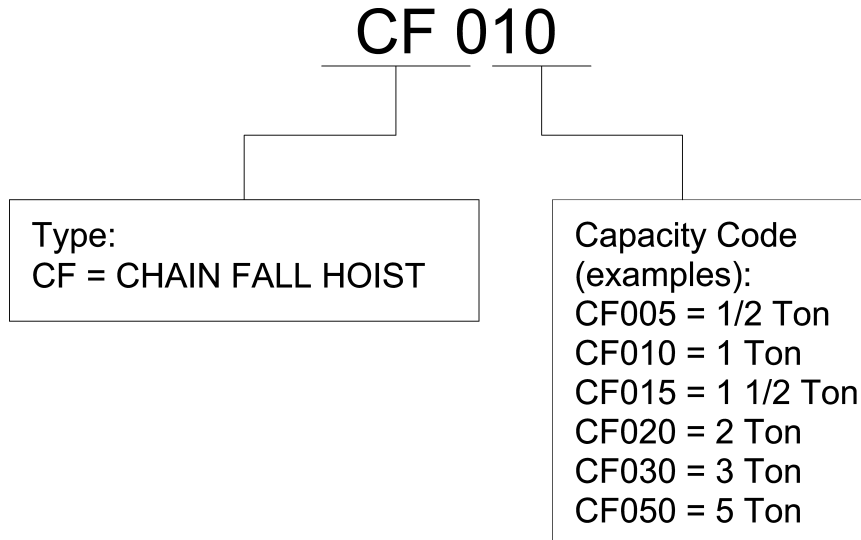 CF 010
Type:
CF = CHAIN FALL HOIST
Capacity Code
(examples):
CF005 = 1/2 Ton
CF010 = 1 Ton
CF015 = 1 1/2 Ton
CF020 = 2 Ton
CF030 = 3 Ton
CF050 = 5 Ton